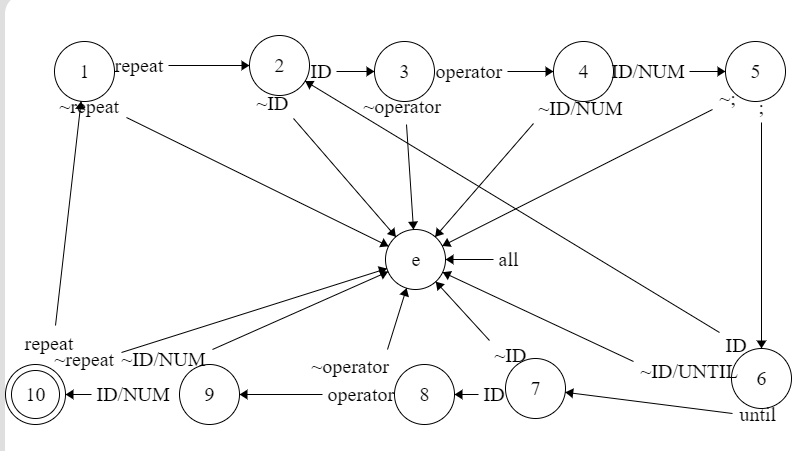 1 repeat 2 ID 3 operator 4 ID/NUM 5
~repeat ~ID ~operator ~ID/NUM ~; ;
e all
repeat ID
~repeat ~ID/NUM ~operator ~ID ~ID/UNTIL 6
10 ID/NUM 9 operator 8 ID 7
until